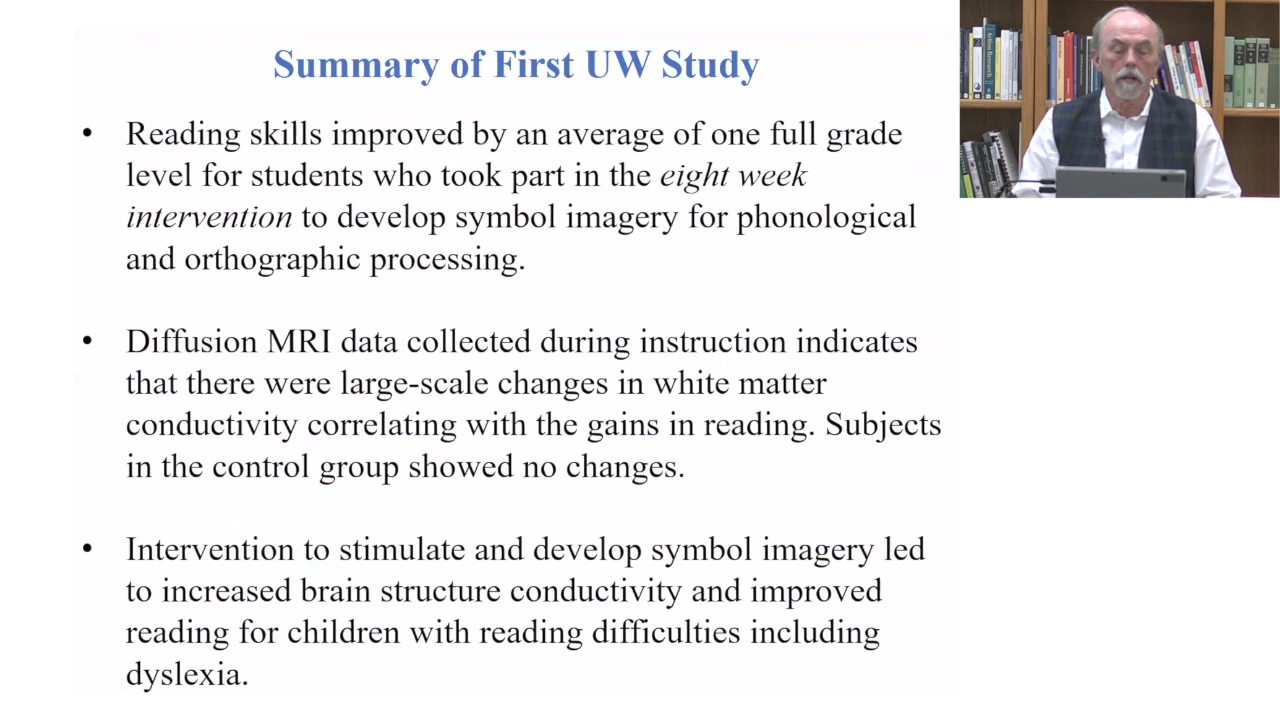 Summary of First UW Study
• Reading skills improved by an average of one full grade
level for students who took part in the eight week
intervention to develop symbol imagery for phonological
and orthographic processing.
• Diffusion MRI data collected during instruction indicates
that there were large-scale changes in white matter
conductivity correlating with the gains in reading. Subjects
in the control group showed no changes.
• Intervention to stimulate and develop symbol imagery led
to increased brain structure conductivity and improved
reading for children with reading difficulties including
dyslexia.
Action Research